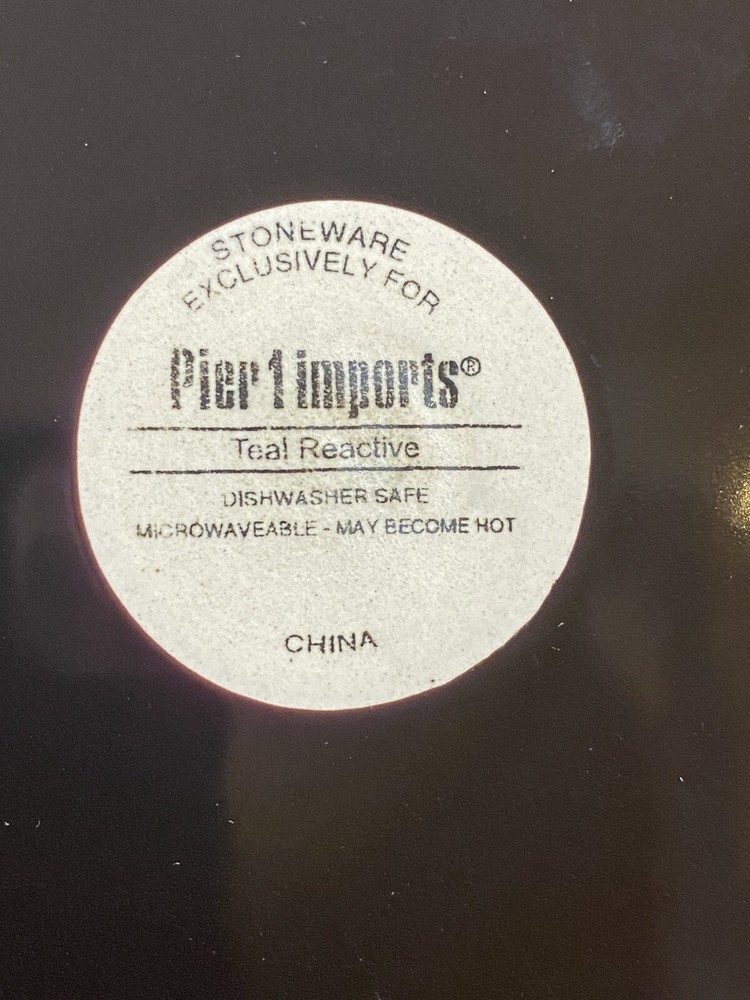 STONEWARE
EXCLUSIVELY FOR
Pier 1 imports®
Teal Reactive
DISHWASHER SAFE
MICROWAVEABLE - MAY BECOME HOT
CHINA